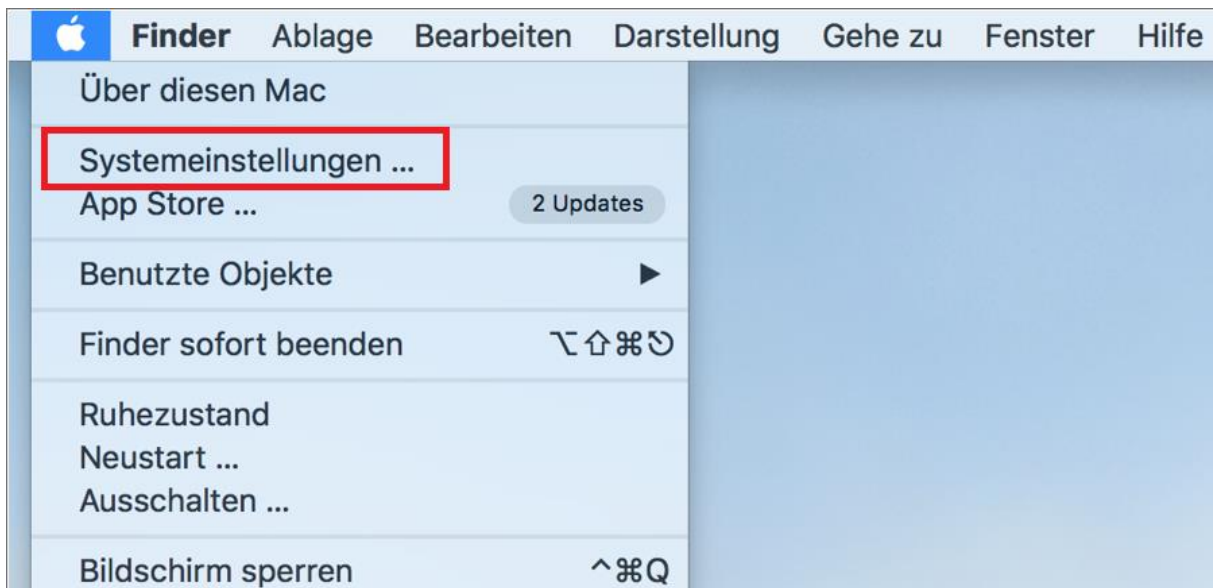 Finder Ablage Bearbeiten Darstellung Gehe zu Fenster Hilfe
Über diesen Mac
Systemeinstellungen ...
App Store ... 2 Updates
Benutzte Objekte ▶
Finder sofort beenden ⌥⇧⌘⎋
Ruhezustand
Neustart ...
Ausschalten ...
Bildschirm sperren ^⌘Q